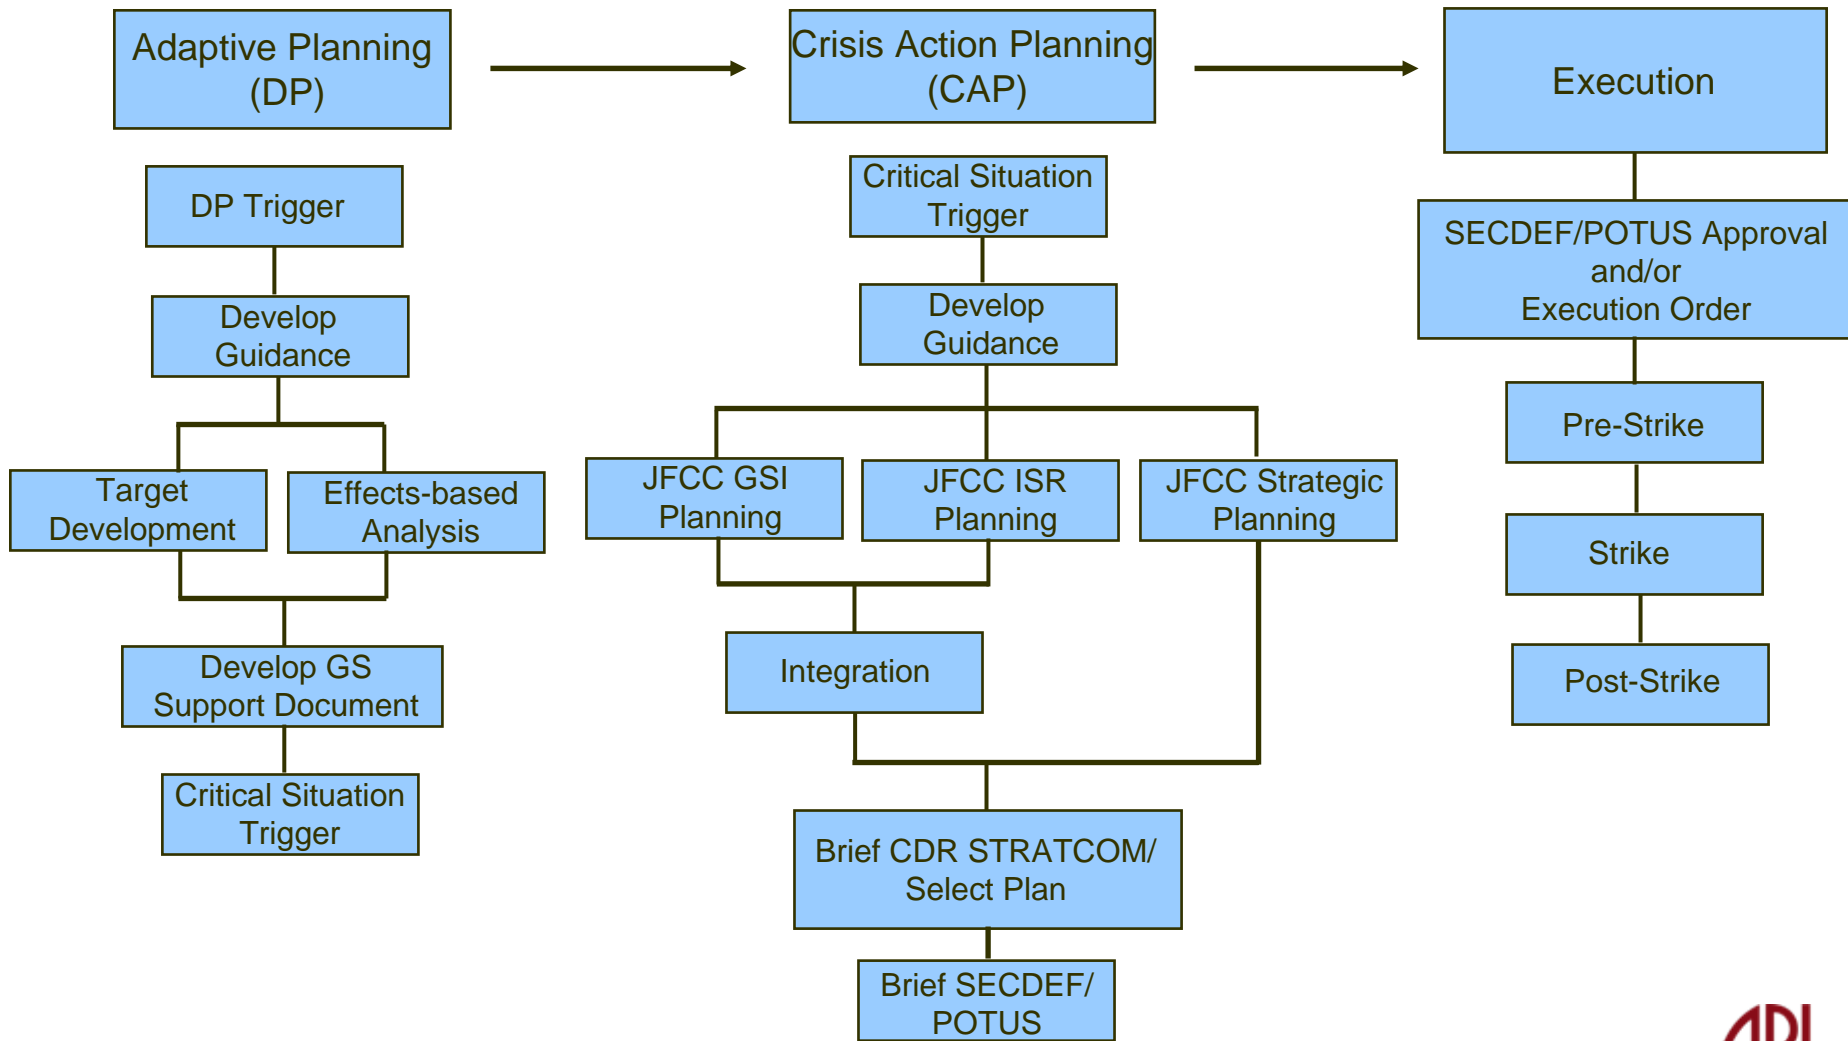 Adaptive Planning
(DP)
Crisis Action Planning
(CAP)
Execution
DP Trigger
Develop
Guidance
Target
Development
Effects-based
Analysis
Develop GS
Support Document
Critical Situation
Trigger
Critical Situation
Trigger
Develop
Guidance
JFCC GSI
Planning
JFCC ISR
Planning
JFCC Strategic
Planning
Integration
Brief CDR STRATCOM/
Select Plan
Brief SECDEF/
POTUS
SECDEF/POTUS Approval
and/or
Execution Order
Pre-Strike
Strike
Post-Strike
ADI